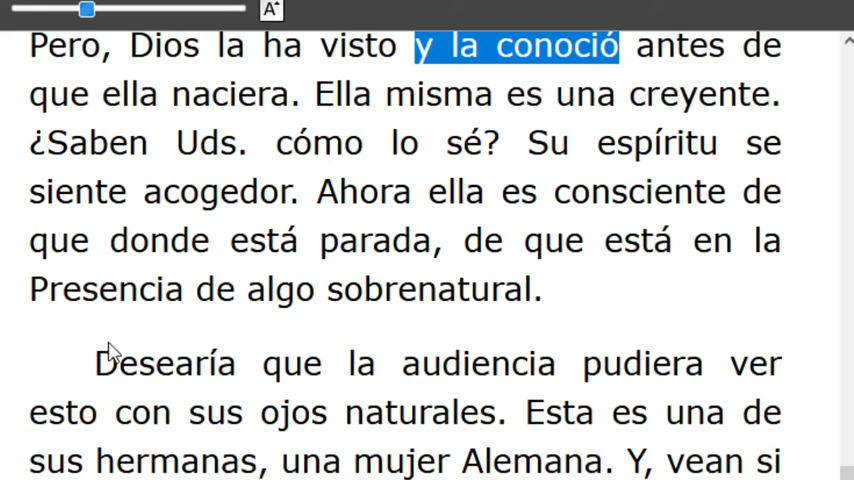 A
Pero, Dios la ha visto y la conoció antes de
que ella naciera. Ella misma es una creyente.
¿Saben Uds. cómo lo sé? Su espíritu se
siente acogedor. Ahora ella es consciente de
que donde está parada, de que está en la
Presencia de algo sobrenatural.
Desearía que la audiencia pudiera ver
esto con sus ojos naturales. Esta es una de
sus hermanas, una mujer Alemana. Y, vean si